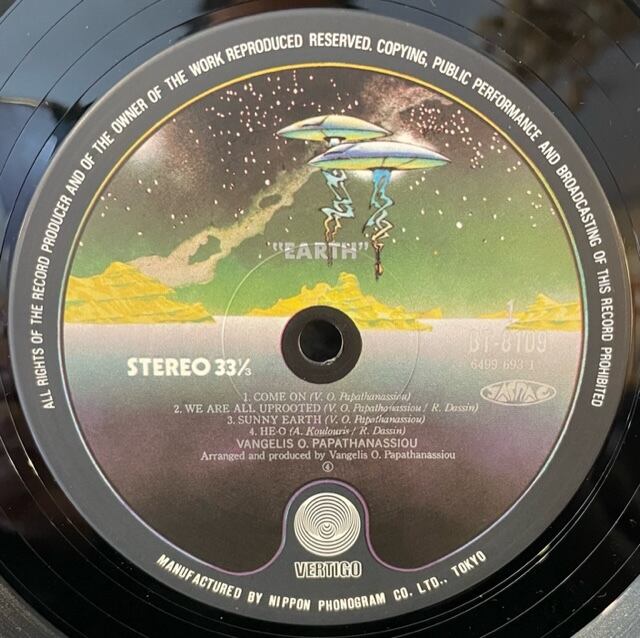 ALL RIGHTS OF THE RECORD PRODUCER AND OF THE OWNER OF THE WORK REPRODUCED RESERVED. COPYING, PUBLIC PERFORMANCE AND BROADCASTING OF THIS RECORD PROHIBITED
"EARTH"
1
BT-8109
6499 693 1
STEREO 33⅓
JASRAC
1. COME ON (V. O. Papathanassiou)
2. WE ARE ALL UPROOTED (V. O. Papathanassiou / R. Dassin)
3. SUNNY EARTH (V. O. Papathanassiou)
4. HE-O (A. Koulouris / R. Dassin)
VANGELIS O. PAPATHANASSIOU
Arranged and produced by Vangelis O. Papathanassiou
④
VERTIGO
MANUFACTURED BY NIPPON PHONOGRAM CO. LTD., TOKYO